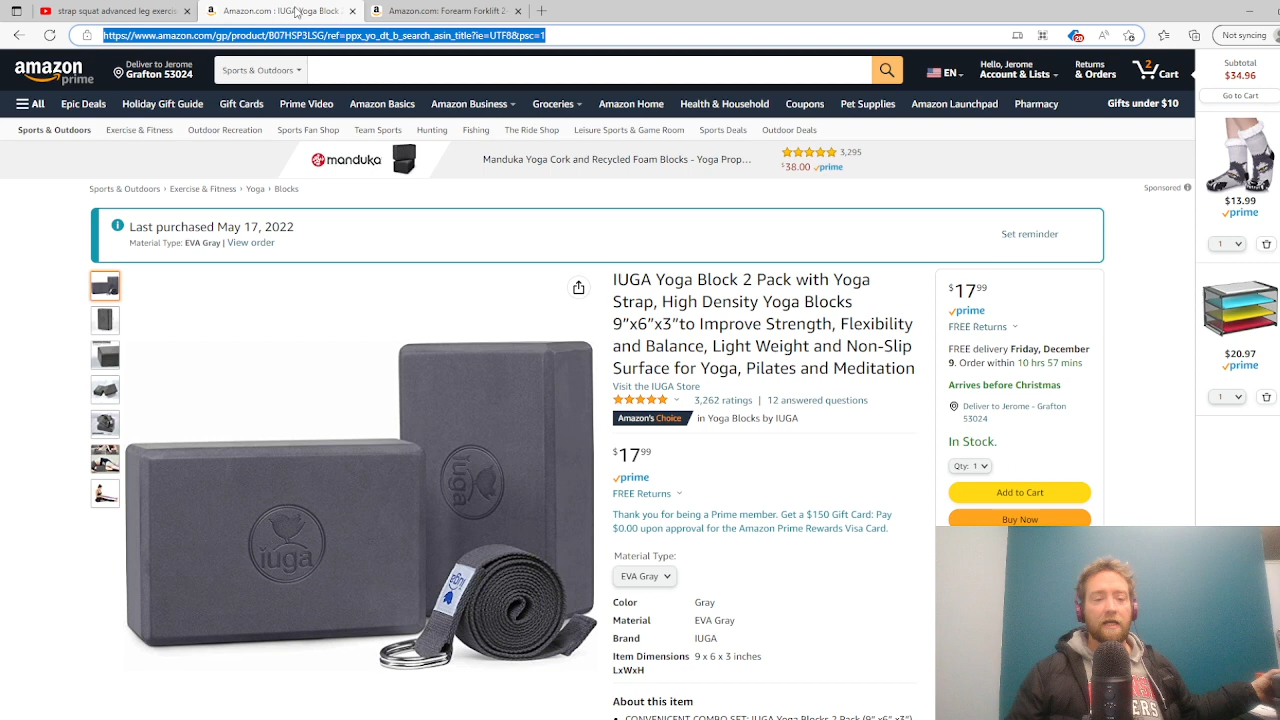 strap squat advanced leg exercis
Amazon.com : IUGA Yoga Block
Amazon.com: Forearm Forklift 2-
https://www.amazon.com/gp/product/B07HSP3LSG/ref=ppx_yo_dt_b_search_asin_title?ie=UTF8&psc=1
20
Not syncing
amazon prime
Deliver to Jerome
Grafton 53024
Sports & Outdoors
EN
Hello, Jerome
Account & Lists
Returns
& Orders
2
Cart
Subtotal
$34.96
Go to Cart
All
Epic Deals
Holiday Gift Guide
Gift Cards
Prime Video
Amazon Basics
Amazon Business
Groceries
Amazon Home
Health & Household
Coupons
Pet Supplies
Amazon Launchpad
Pharmacy
Gifts under $10
Sports & Outdoors
Exercise & Fitness
Outdoor Recreation
Sports Fan Shop
Team Sports
Hunting
Fishing
The Ride Shop
Leisure Sports & Game Room
Sports Deals
Outdoor Deals
manduka
Manduka Yoga Cork and Recycled Foam Blocks - Yoga Prop...
3,295
$38.00 prime
Sports & Outdoors › Exercise & Fitness › Yoga › Blocks
Sponsored
Last purchased May 17, 2022
Material Type: EVA Gray | View order
Set reminder
$13.99
prime
1
$20.97
prime
1
IUGA Yoga Block 2 Pack with Yoga
Strap, High Density Yoga Blocks
9"x6"x3"to Improve Strength, Flexibility
and Balance, Light Weight and Non-Slip
Surface for Yoga, Pilates and Meditation
Visit the IUGA Store
3,262 ratings | 12 answered questions
Amazon's Choice in Yoga Blocks by IUGA
$17 99
prime
FREE Returns
Thank you for being a Prime member. Get a $150 Gift Card: Pay
$0.00 upon approval for the Amazon Prime Rewards Visa Card.
Material Type:
EVA Gray
Color Gray
Material EVA Gray
Brand IUGA
Item Dimensions 9 x 6 x 3 inches
LxWxH
About this item
CONVENIENT COMBO SET: IUGA Yoga Blocks 2 Pack (9" x6" x3")
$17 99
prime
FREE Returns
FREE delivery Friday, December
9. Order within 10 hrs 57 mins
Arrives before Christmas
Deliver to Jerome - Grafton
53024
In Stock.
Qty: 1
Add to Cart
Buy Now
iuga
iuga
iuga